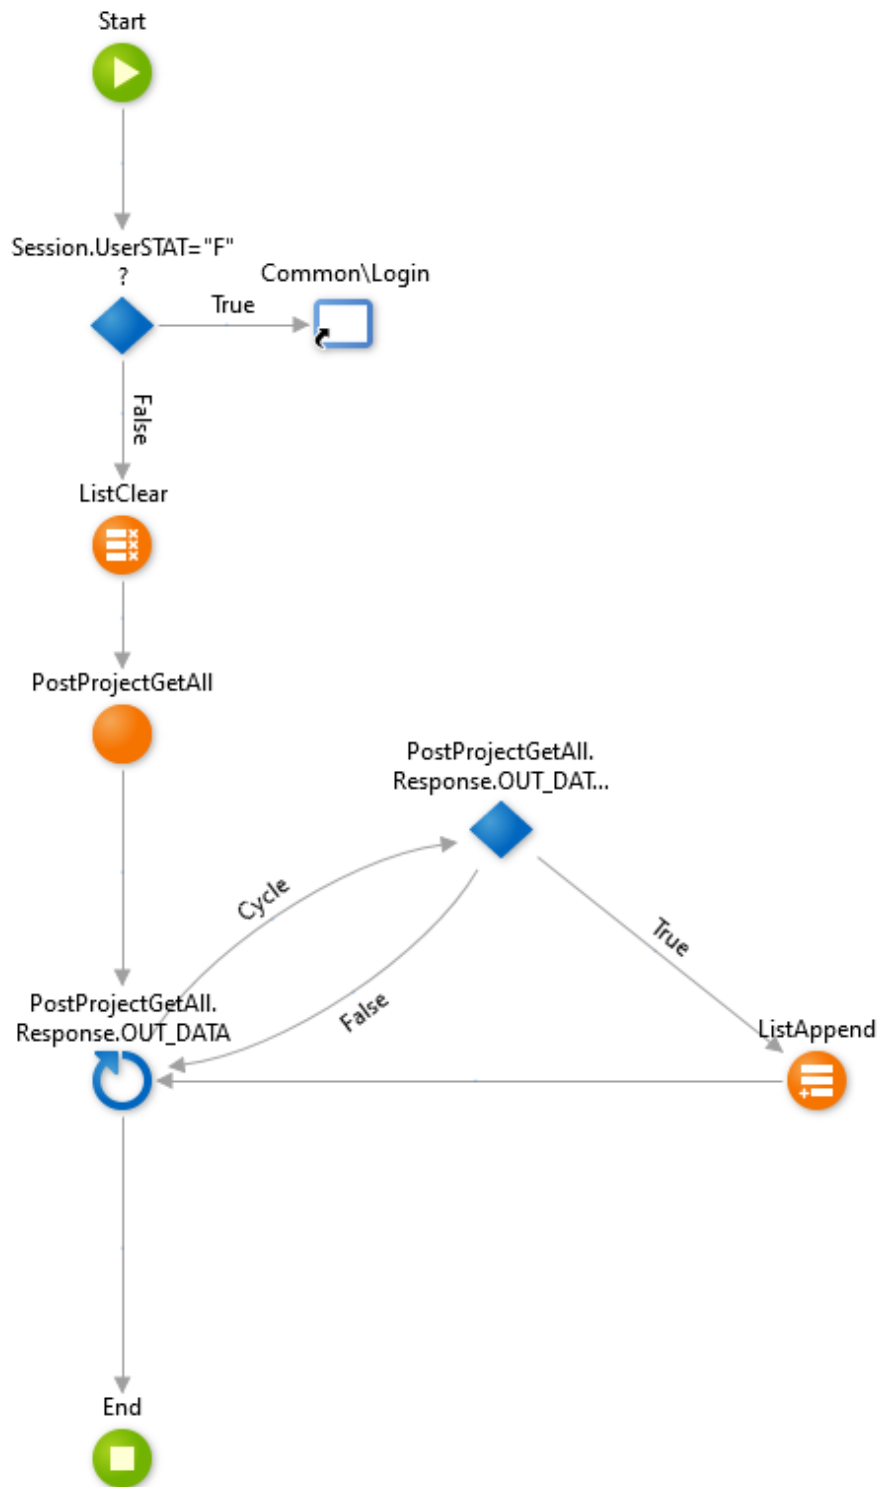 Start
Session.UserSTAT="F"
?
Common\Login
True
False
ListClear
PostProjectGetAll
PostProjectGetAll.
Response.OUT_DAT...
Cycle
True
False
PostProjectGetAll.
Response.OUT_DATA
ListAppend
End